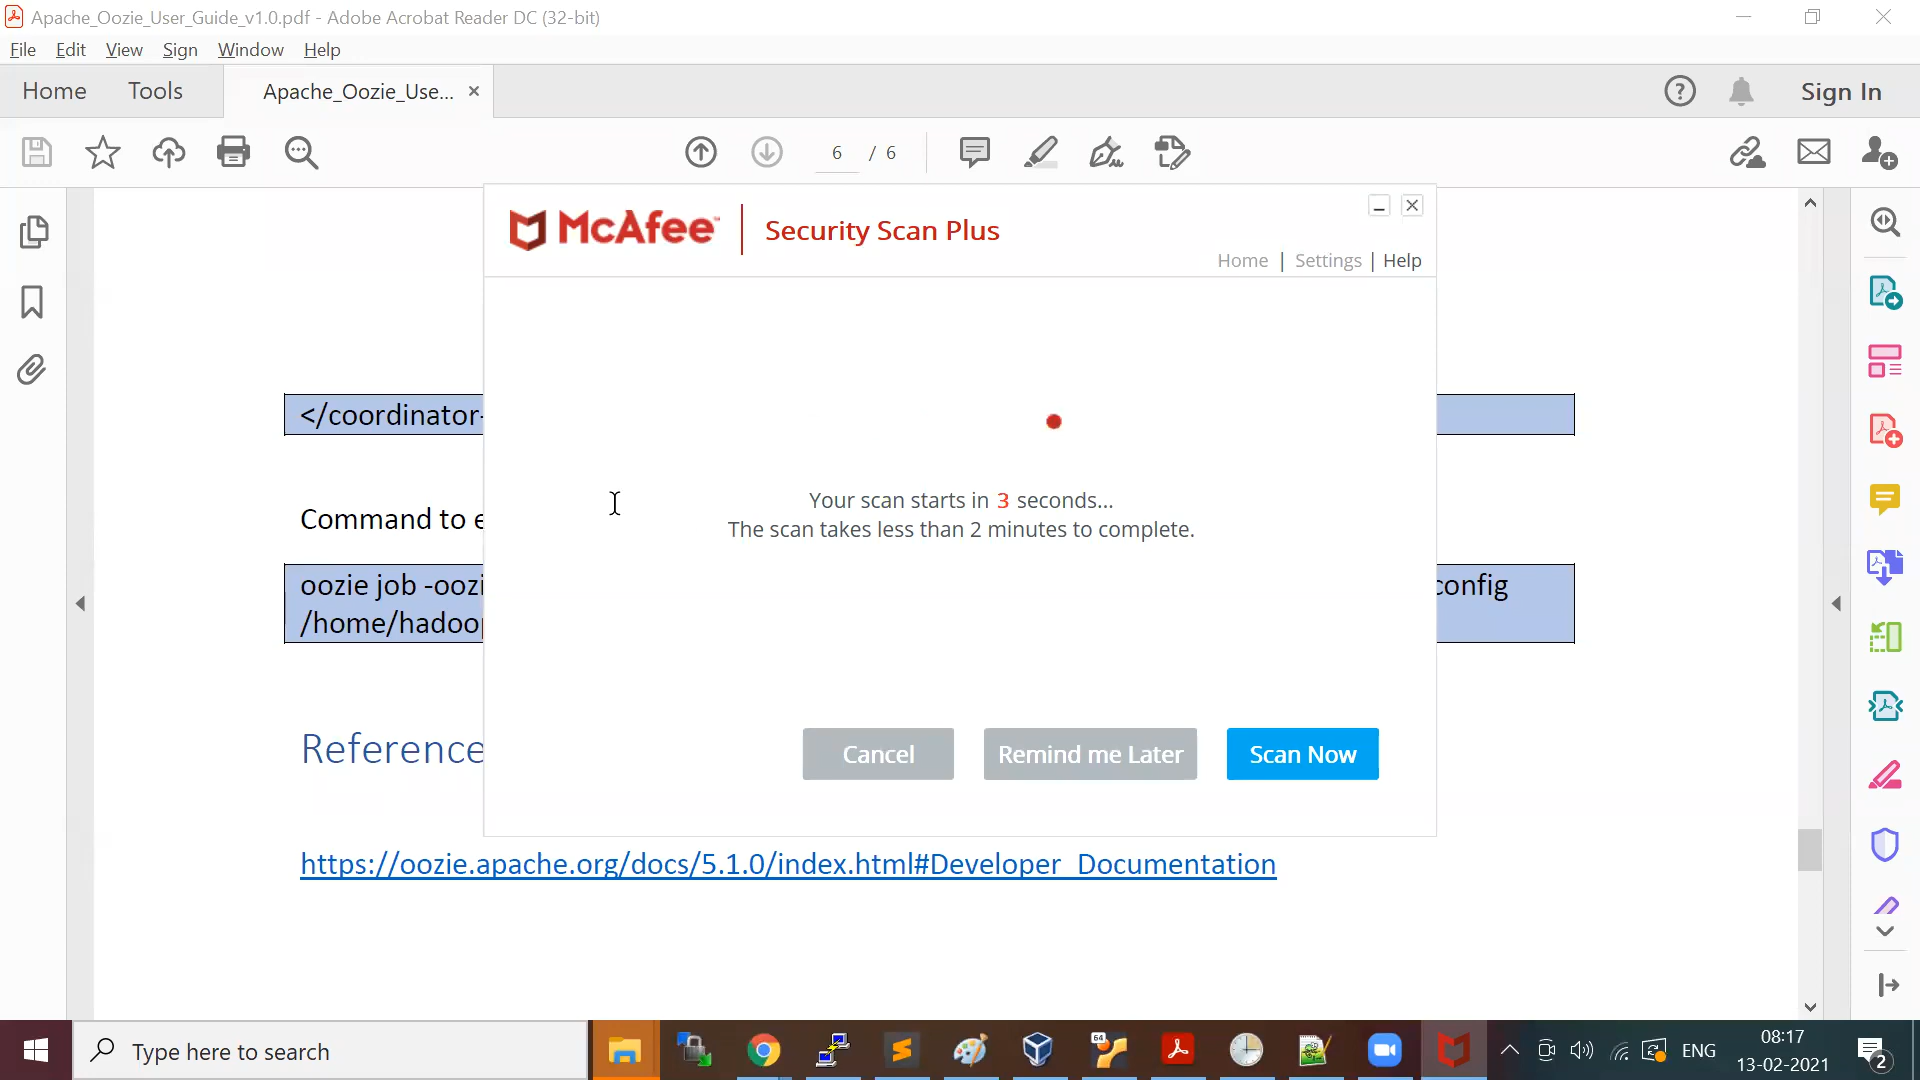 Apache_Oozie_User_Guide_v1.0.pdf - Adobe Acrobat Reader DC (32-bit)
File Edit View Sign Window Help
Home Tools Apache_Oozie_Use... Sign In
6 / 6
McAfee Security Scan Plus
Home | Settings | Help
</coordinator-
Your scan starts in 3 seconds...
Command to e
The scan takes less than 2 minutes to complete.
oozie job -oozi config
/home/hadoop
Reference
Cancel Remind me Later Scan Now
https://oozie.apache.org/docs/5.1.0/index.html#Developer_Documentation
Type here to search
64
ENG
08:17
13-02-2021
2